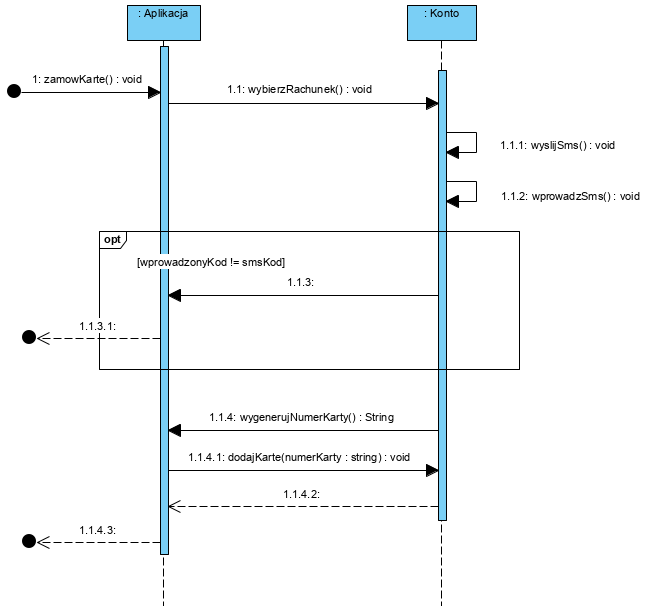 : Aplikacja
: Konto
1: zamowKarte() : void
1.1: wybierzRachunek() : void
1.1.1: wyslijSms() : void
1.1.2: wprowadzSms() : void
opt
[wprowadzonyKod != smsKod]
1.1.3:
1.1.3.1:
1.1.4: wygenerujNumerKarty() : String
1.1.4.1: dodajKarte(numerKarty : string) : void
1.1.4.2:
1.1.4.3: